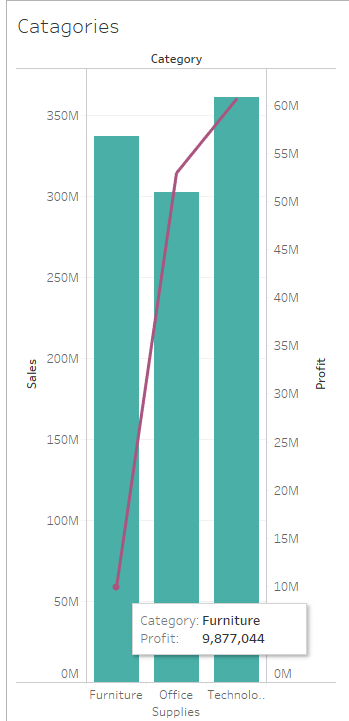 Catagories
Category
350M
300M
250M
200M
150M
100M
50M
0M
Sales
60M
55M
50M
45M
40M
35M
30M
25M
20M
15M
10M
0M
Profit
Category: Furniture
Profit: 9,877,044
Furniture
Office
Supplies
Technolo..